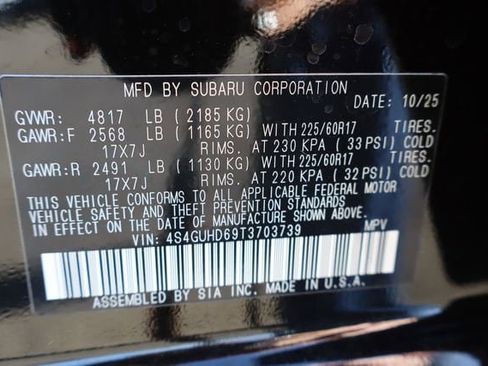 MFD BY SUBARU CORPORATION
DATE: 10/25
GVWR: 4817 LB (2185 KG)
GAWR:F 2568 LB (1165 KG) WITH 225/60R17 TIRES.
17X7J RIMS. AT 230 KPA (33 PSI) COLD
GAWR:R 2491 LB (1130 KG) WITH 225/60R17 TIRES.
17X7J RIMS. AT 220 KPA (32 PSI) COLD
THIS VEHICLE CONFORMS TO ALL APPLICABLE FEDERAL MOTOR
VEHICLE SAFETY AND THEFT PREVENTION STANDARDS
IN EFFECT ON THE DATE OF MANUFACTURE SHOWN ABOVE.
VIN: 4S4GUHD69T3703739 MPV
ASSEMBLED BY SIA INC. MADE IN U.S.A.